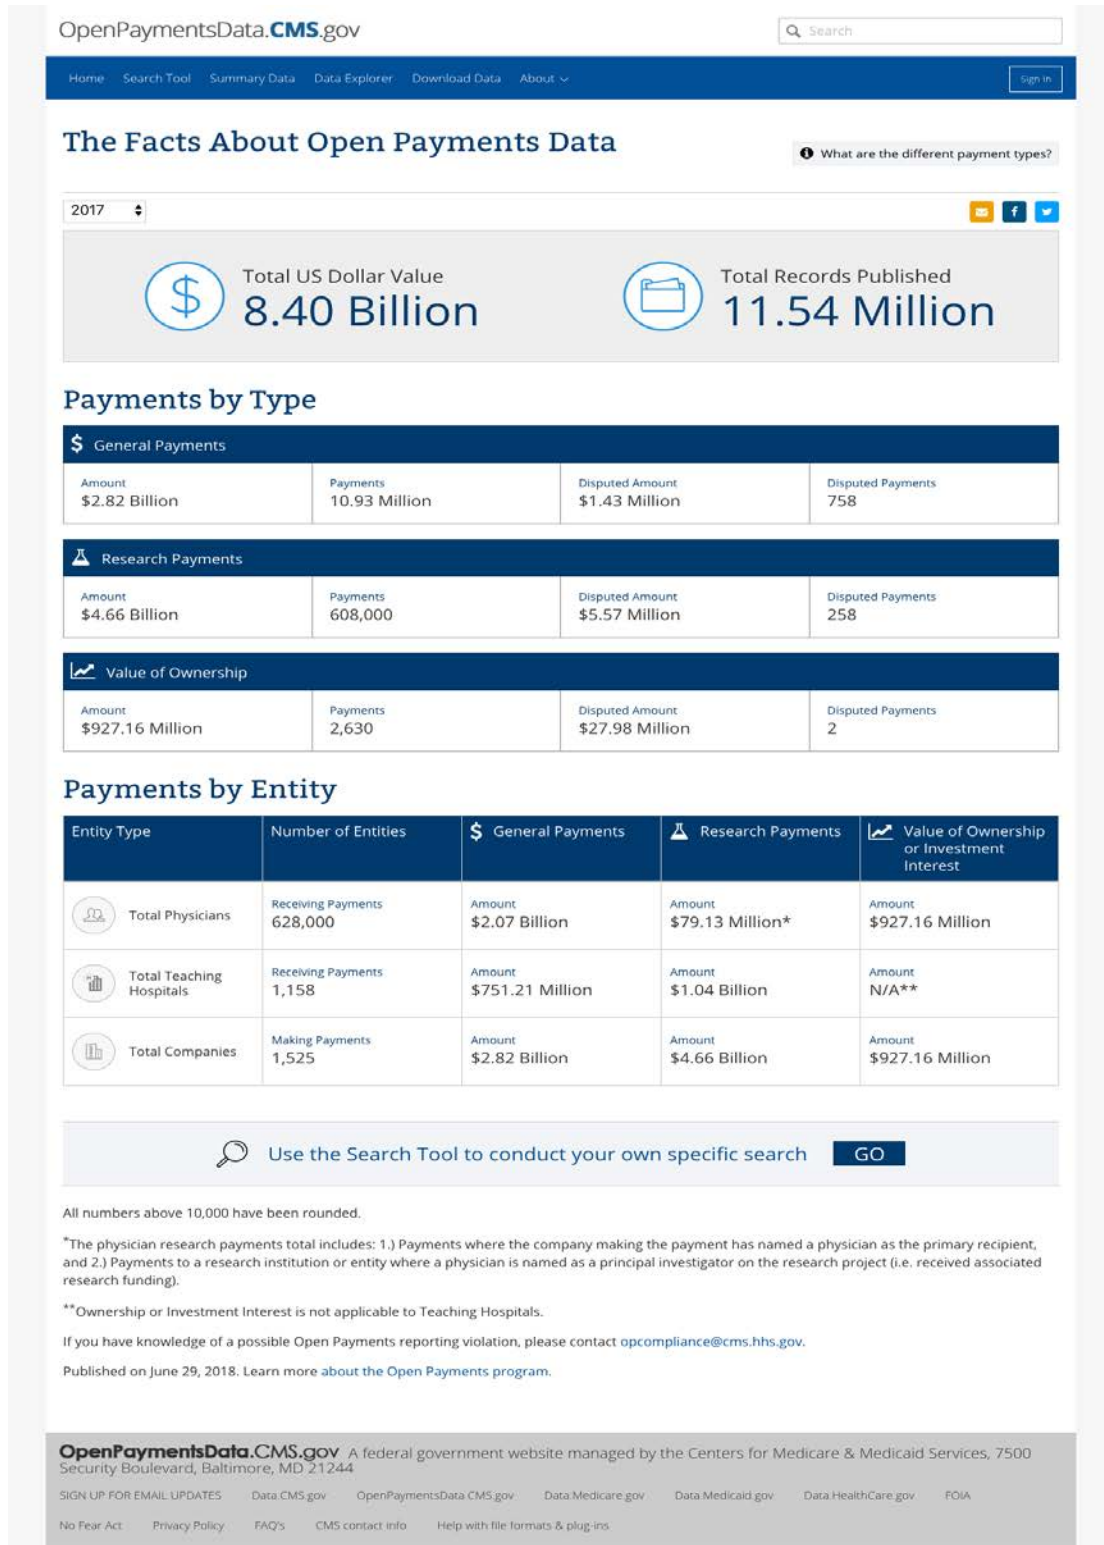 OpenPaymentsData.CMS.gov
Search
Home Search Tool Summary Data Data Explorer Download Data About
Sign In
The Facts About Open Payments Data
What are the different payment types?
2017
Total US Dollar Value
8.40 Billion
Total Records Published
11.54 Million
Payments by Type
$ General Payments
Amount Payments Disputed Amount Disputed Payments
$2.82 Billion 10.93 Million $1.43 Million 758
Research Payments
Amount Payments Disputed Amount Disputed Payments
$4.66 Billion 608,000 $5.57 Million 258
Value of Ownership
Amount Payments Disputed Amount Disputed Payments
$927.16 Million 2,630 $27.98 Million 2
Payments by Entity
Entity Type Number of Entities $ General Payments Research Payments Value of Ownership
or Investment
Interest
Total Physicians
Receiving Payments Amount Amount Amount
628,000 $2.07 Billion $79.13 Million* $927.16 Million
Total Teaching
Hospitals
Receiving Payments Amount Amount Amount
1,158 $751.21 Million $1.04 Billion N/A**
Total Companies
Making Payments Amount Amount Amount
1,525 $2.82 Billion $4.66 Billion $927.16 Million
Use the Search Tool to conduct your own specific search GO
All numbers above 10,000 have been rounded.
*The physician research payments total includes: 1.) Payments where the company making the payment has named a physician as the primary recipient,
and 2.) Payments to a research institution or entity where a physician is named as a principal investigator on the research project (i.e. received associated
research funding).
**Ownership or Investment Interest is not applicable to Teaching Hospitals.
If you have knowledge of a possible Open Payments reporting violation, please contact opcompliance@cms.hhs.gov.
Published on June 29, 2018. Learn more about the Open Payments program.
OpenPaymentsData.CMS.gov A federal government website managed by the Centers for Medicare & Medicaid Services, 7500
Security Boulevard, Baltimore, MD 21244
SIGN UP FOR EMAIL UPDATES Data.CMS.gov OpenPaymentsData.CMS.gov Data.Medicare.gov Data.Medicaid.gov Data.HealthCare.gov FOIA
No Fear Act Privacy Policy FAQ's CMS contact info Help with file formats & plug-ins